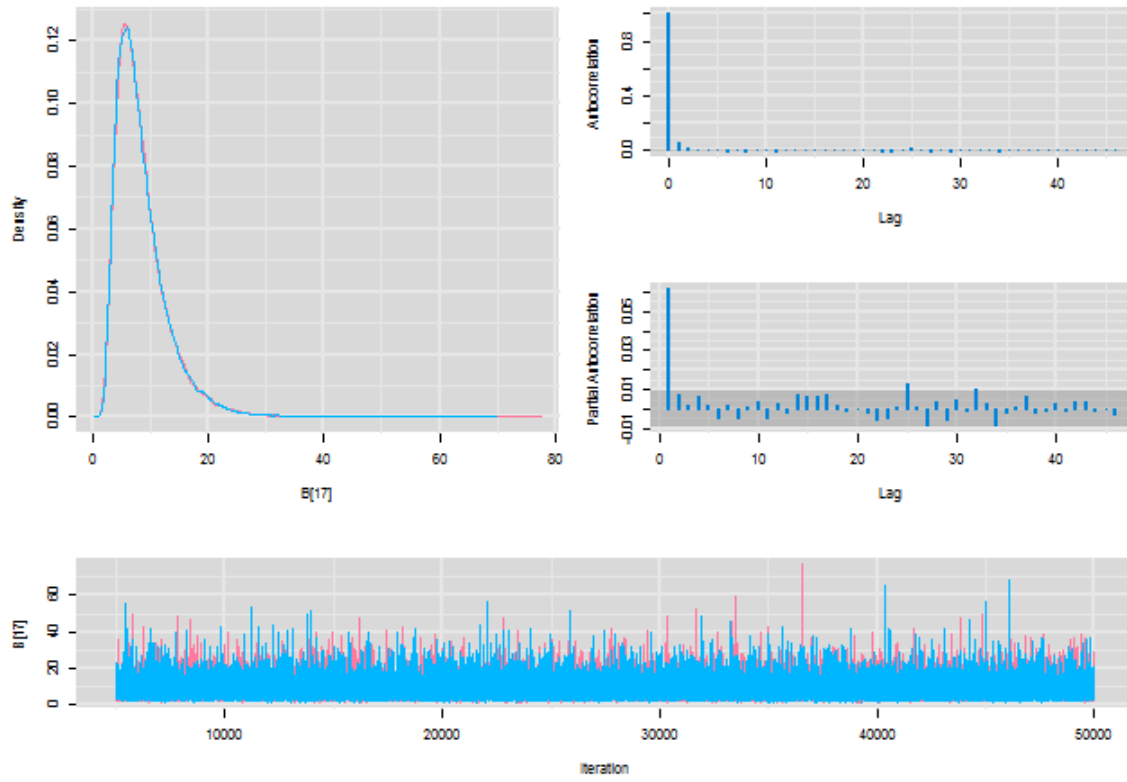 Density
0.00 0.02 0.04 0.06 0.08 0.10 0.12
0 20 40 60 80
B[17]
Autocorrelation
0.0 0.4 0.8
0 10 20 30 40
Lag
Partial Autocorrelation
-0.01 0.01 0.03 0.05
0 10 20 30 40
Lag
B[17]
0 20 40 60
10000 20000 30000 40000 50000
Iteration